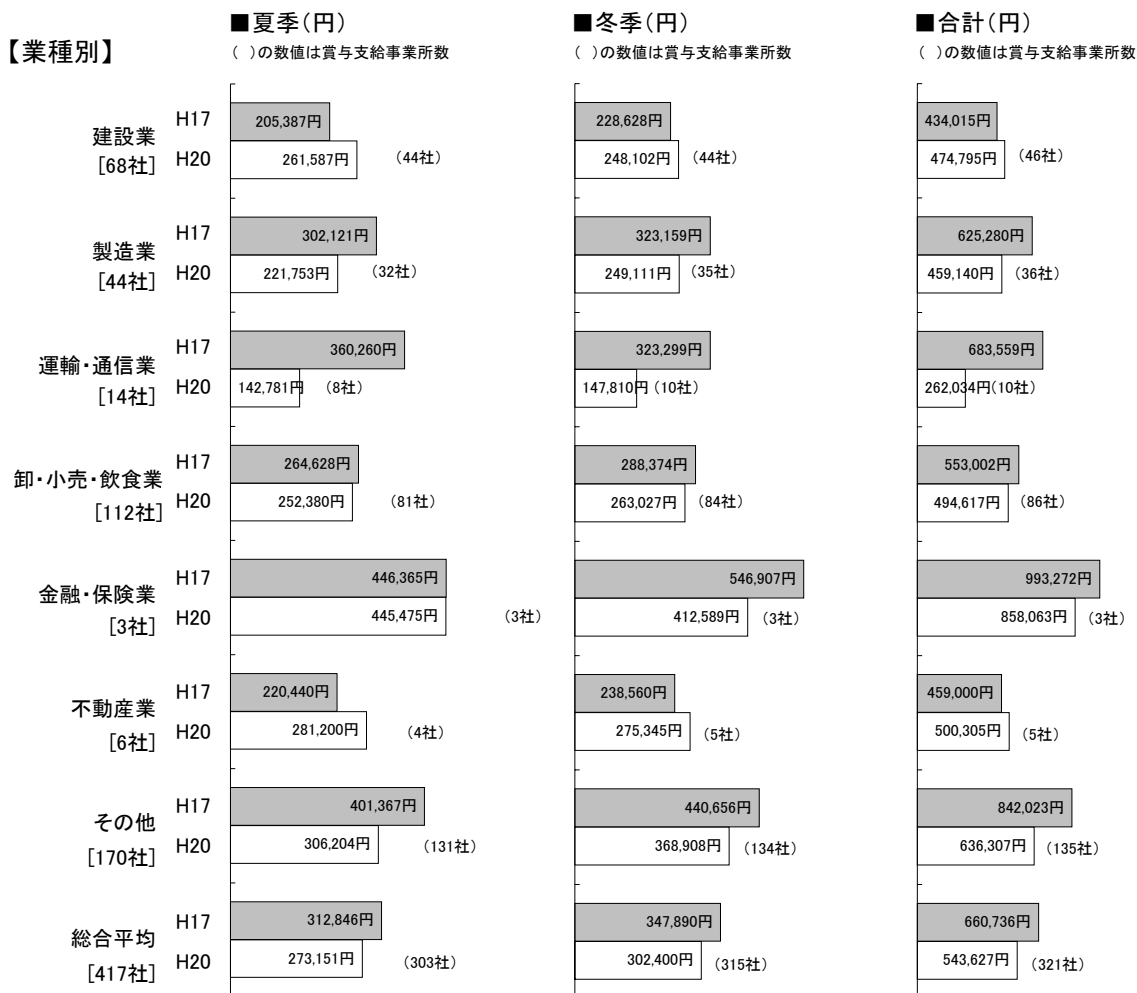 【業種別】
■夏季(円)
( )の数値は賞与支給事業所数
■冬季(円)
( )の数値は賞与支給事業所数
■合計(円)
( )の数値は賞与支給事業所数
建設業
[68社]
H17 205,387円 228,628円 434,015円
H20 261,587円 (44社) 248,102円 (44社) 474,795円 (46社)
製造業
[44社]
H17 302,121円 323,159円 625,280円
H20 221,753円 (32社) 249,111円 (35社) 459,140円 (36社)
運輸・通信業
[14社]
H17 360,260円 323,299円 683,559円
H20 142,781円 (8社) 147,810円 (10社) 262,034円 (10社)
卸・小売・飲食業
[112社]
H17 264,628円 288,374円 553,002円
H20 252,380円 (81社) 263,027円 (84社) 494,617円 (86社)
金融・保険業
[3社]
H17 446,365円 546,907円 993,272円
H20 445,475円 (3社) 412,589円 (3社) 858,063円 (3社)
不動産業
[6社]
H17 220,440円 238,560円 459,000円
H20 281,200円 (4社) 275,345円 (5社) 500,305円 (5社)
その他
[170社]
H17 401,367円 440,656円 842,023円
H20 306,204円 (131社) 368,908円 (134社) 636,307円 (135社)
総合平均
[417社]
H17 312,846円 347,890円 660,736円
H20 273,151円 (303社) 302,400円 (315社) 543,627円 (321社)